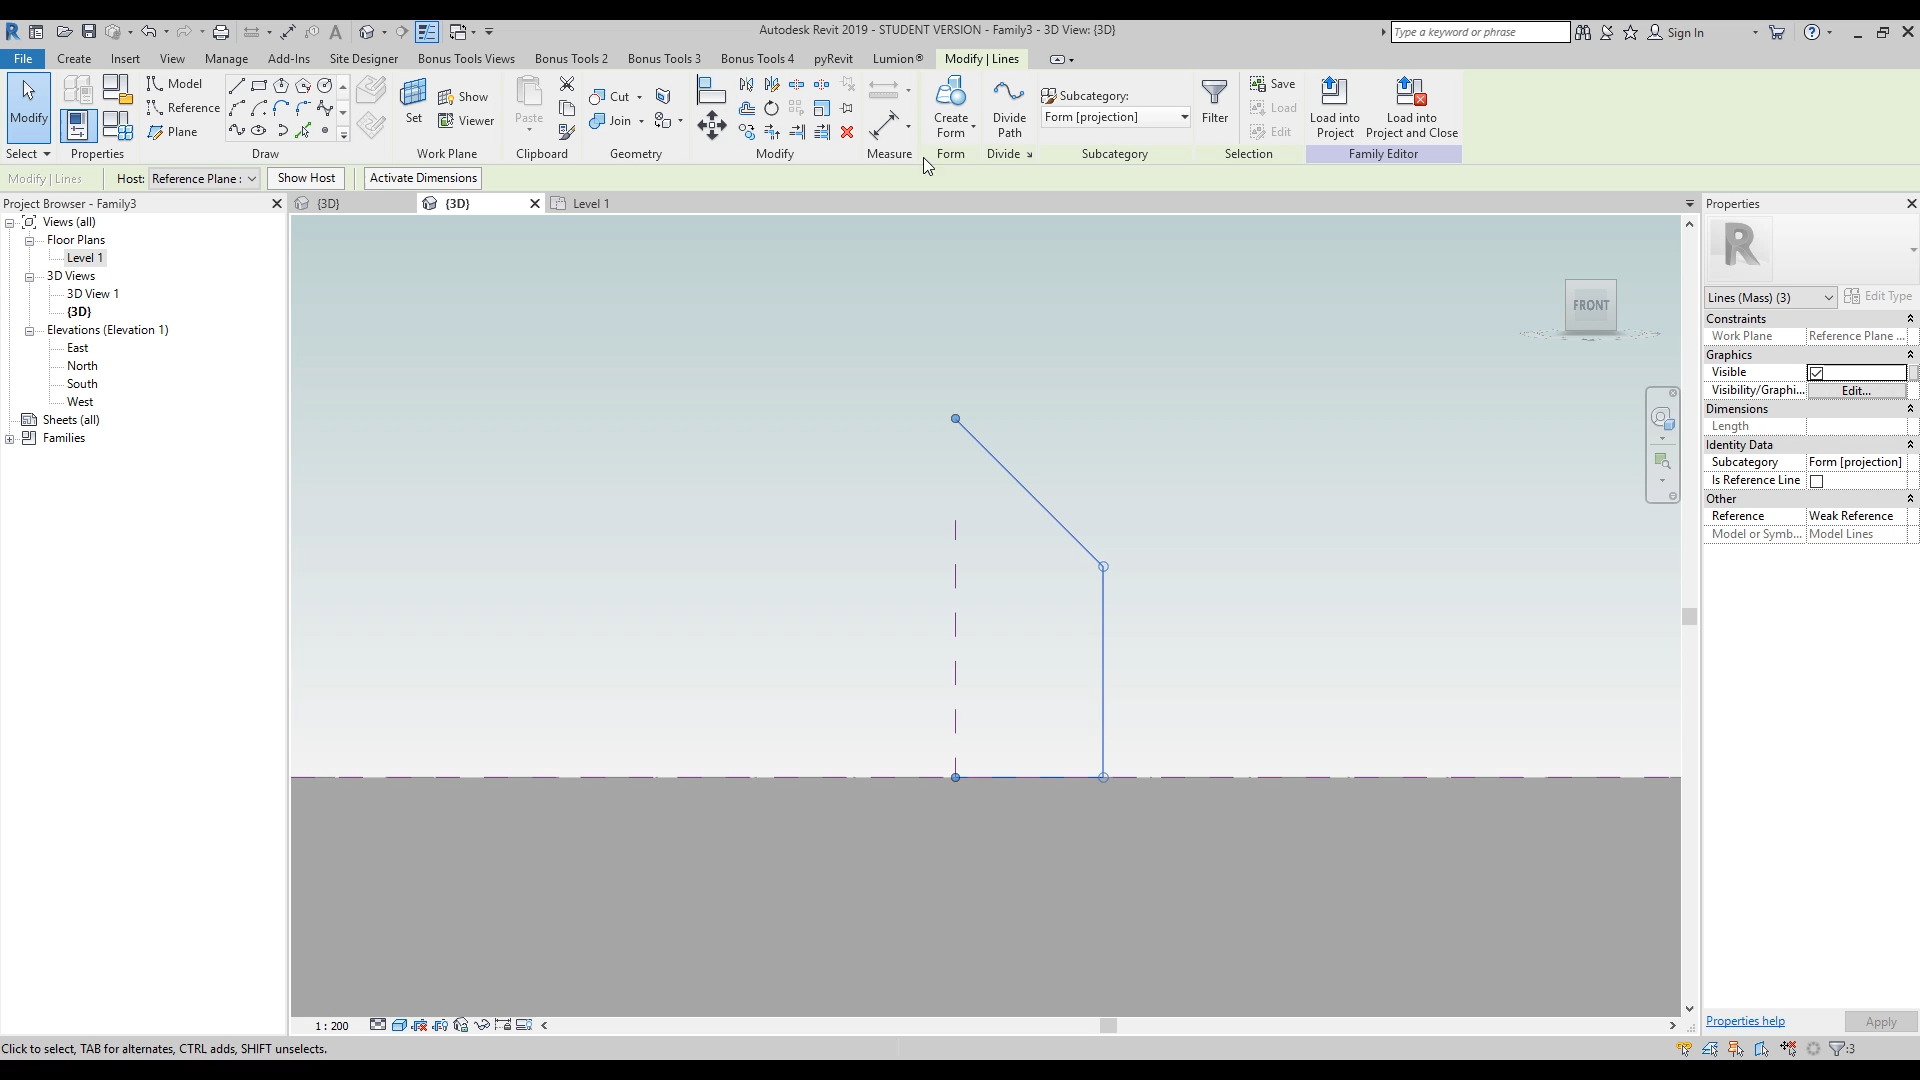 Autodesk Revit 2019 - STUDENT VERSION - Family3 - 3D View: {3D}
Type a keyword or phrase
Sign In
File Create Insert Annotate View Manage Add-Ins Site Designer Bonus Tools Views Bonus Tools 2 Bonus Tools 3 Bonus Tools 4 pyRevit Lumion® Modify | Lines
Modify
Model
Reference
Plane
Set
Show
Viewer
Paste
Cut
Join
Create Form
Divide Path
Subcategory:
Form [projection]
Filter
Save
Load
Edit
Load into Project
Load into Project and Close
Select Properties Draw Work Plane Clipboard Geometry Modify Measure Form Divide Subcategory Selection Family Editor
Modify | Lines Host: Reference Plane : Show Host Activate Dimensions
Project Browser - Family3
{3D} {3D} Level 1
Properties
Views (all)
Floor Plans
Level 1
3D Views
3D View 1
{3D}
Elevations (Elevation 1)
East
North
South
West
Sheets (all)
Families
FRONT
R
Lines (Mass) (3) Edit Type
Constraints
Work Plane Reference Plane ...
Graphics
Visible
Visibility/Graphi... Edit...
Dimensions
Length
Identity Data
Subcategory Form [projection]
Is Reference Line
Other
Reference Weak Reference
Model or Symb... Model Lines
Properties help Apply
1 : 200
Click to select, TAB for alternates, CTRL adds, SHIFT unselects.
:3